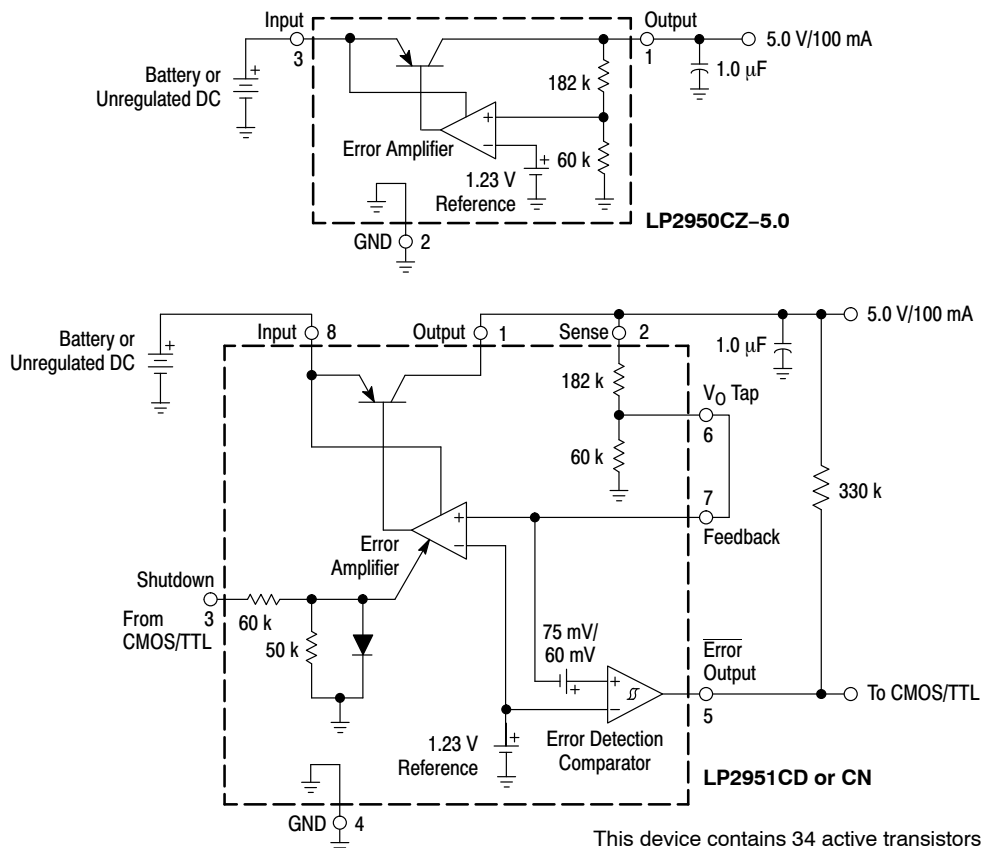 Input
3
Battery or
Unregulated DC
+
Output
1
5.0 V/100 mA
1.0 μF
182 k
60 k
+
−
Error Amplifier
1.23 V
Reference
+
GND
2
LP2950CZ−5.0
Battery or
Unregulated DC
+
Input
8
Output
1
Sense
2
5.0 V/100 mA
1.0 μF
182 k
60 k
VO Tap
6
7
Feedback
330 k
Error
Amplifier
+
−
Shutdown
3
From
CMOS/TTL
60 k
50 k
75 mV/
60 mV
+
+
−
Error
Output
5
To CMOS/TTL
1.23 V
Reference
+
Error Detection
Comparator
LP2951CD or CN
GND
4
This device contains 34 active transistors